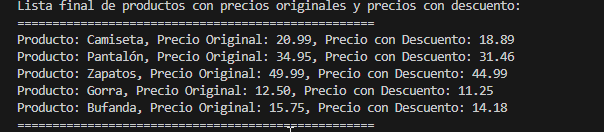 Lista final de productos con precios originales y precios con descuento:
===================================================
Producto: Camiseta, Precio Original: 20.99, Precio con Descuento: 18.89
Producto: Pantalón, Precio Original: 34.95, Precio con Descuento: 31.46
Producto: Zapatos, Precio Original: 49.99, Precio con Descuento: 44.99
Producto: Gorra, Precio Original: 12.50, Precio con Descuento: 11.25
Producto: Bufanda, Precio Original: 15.75, Precio con Descuento: 14.18
===================================================